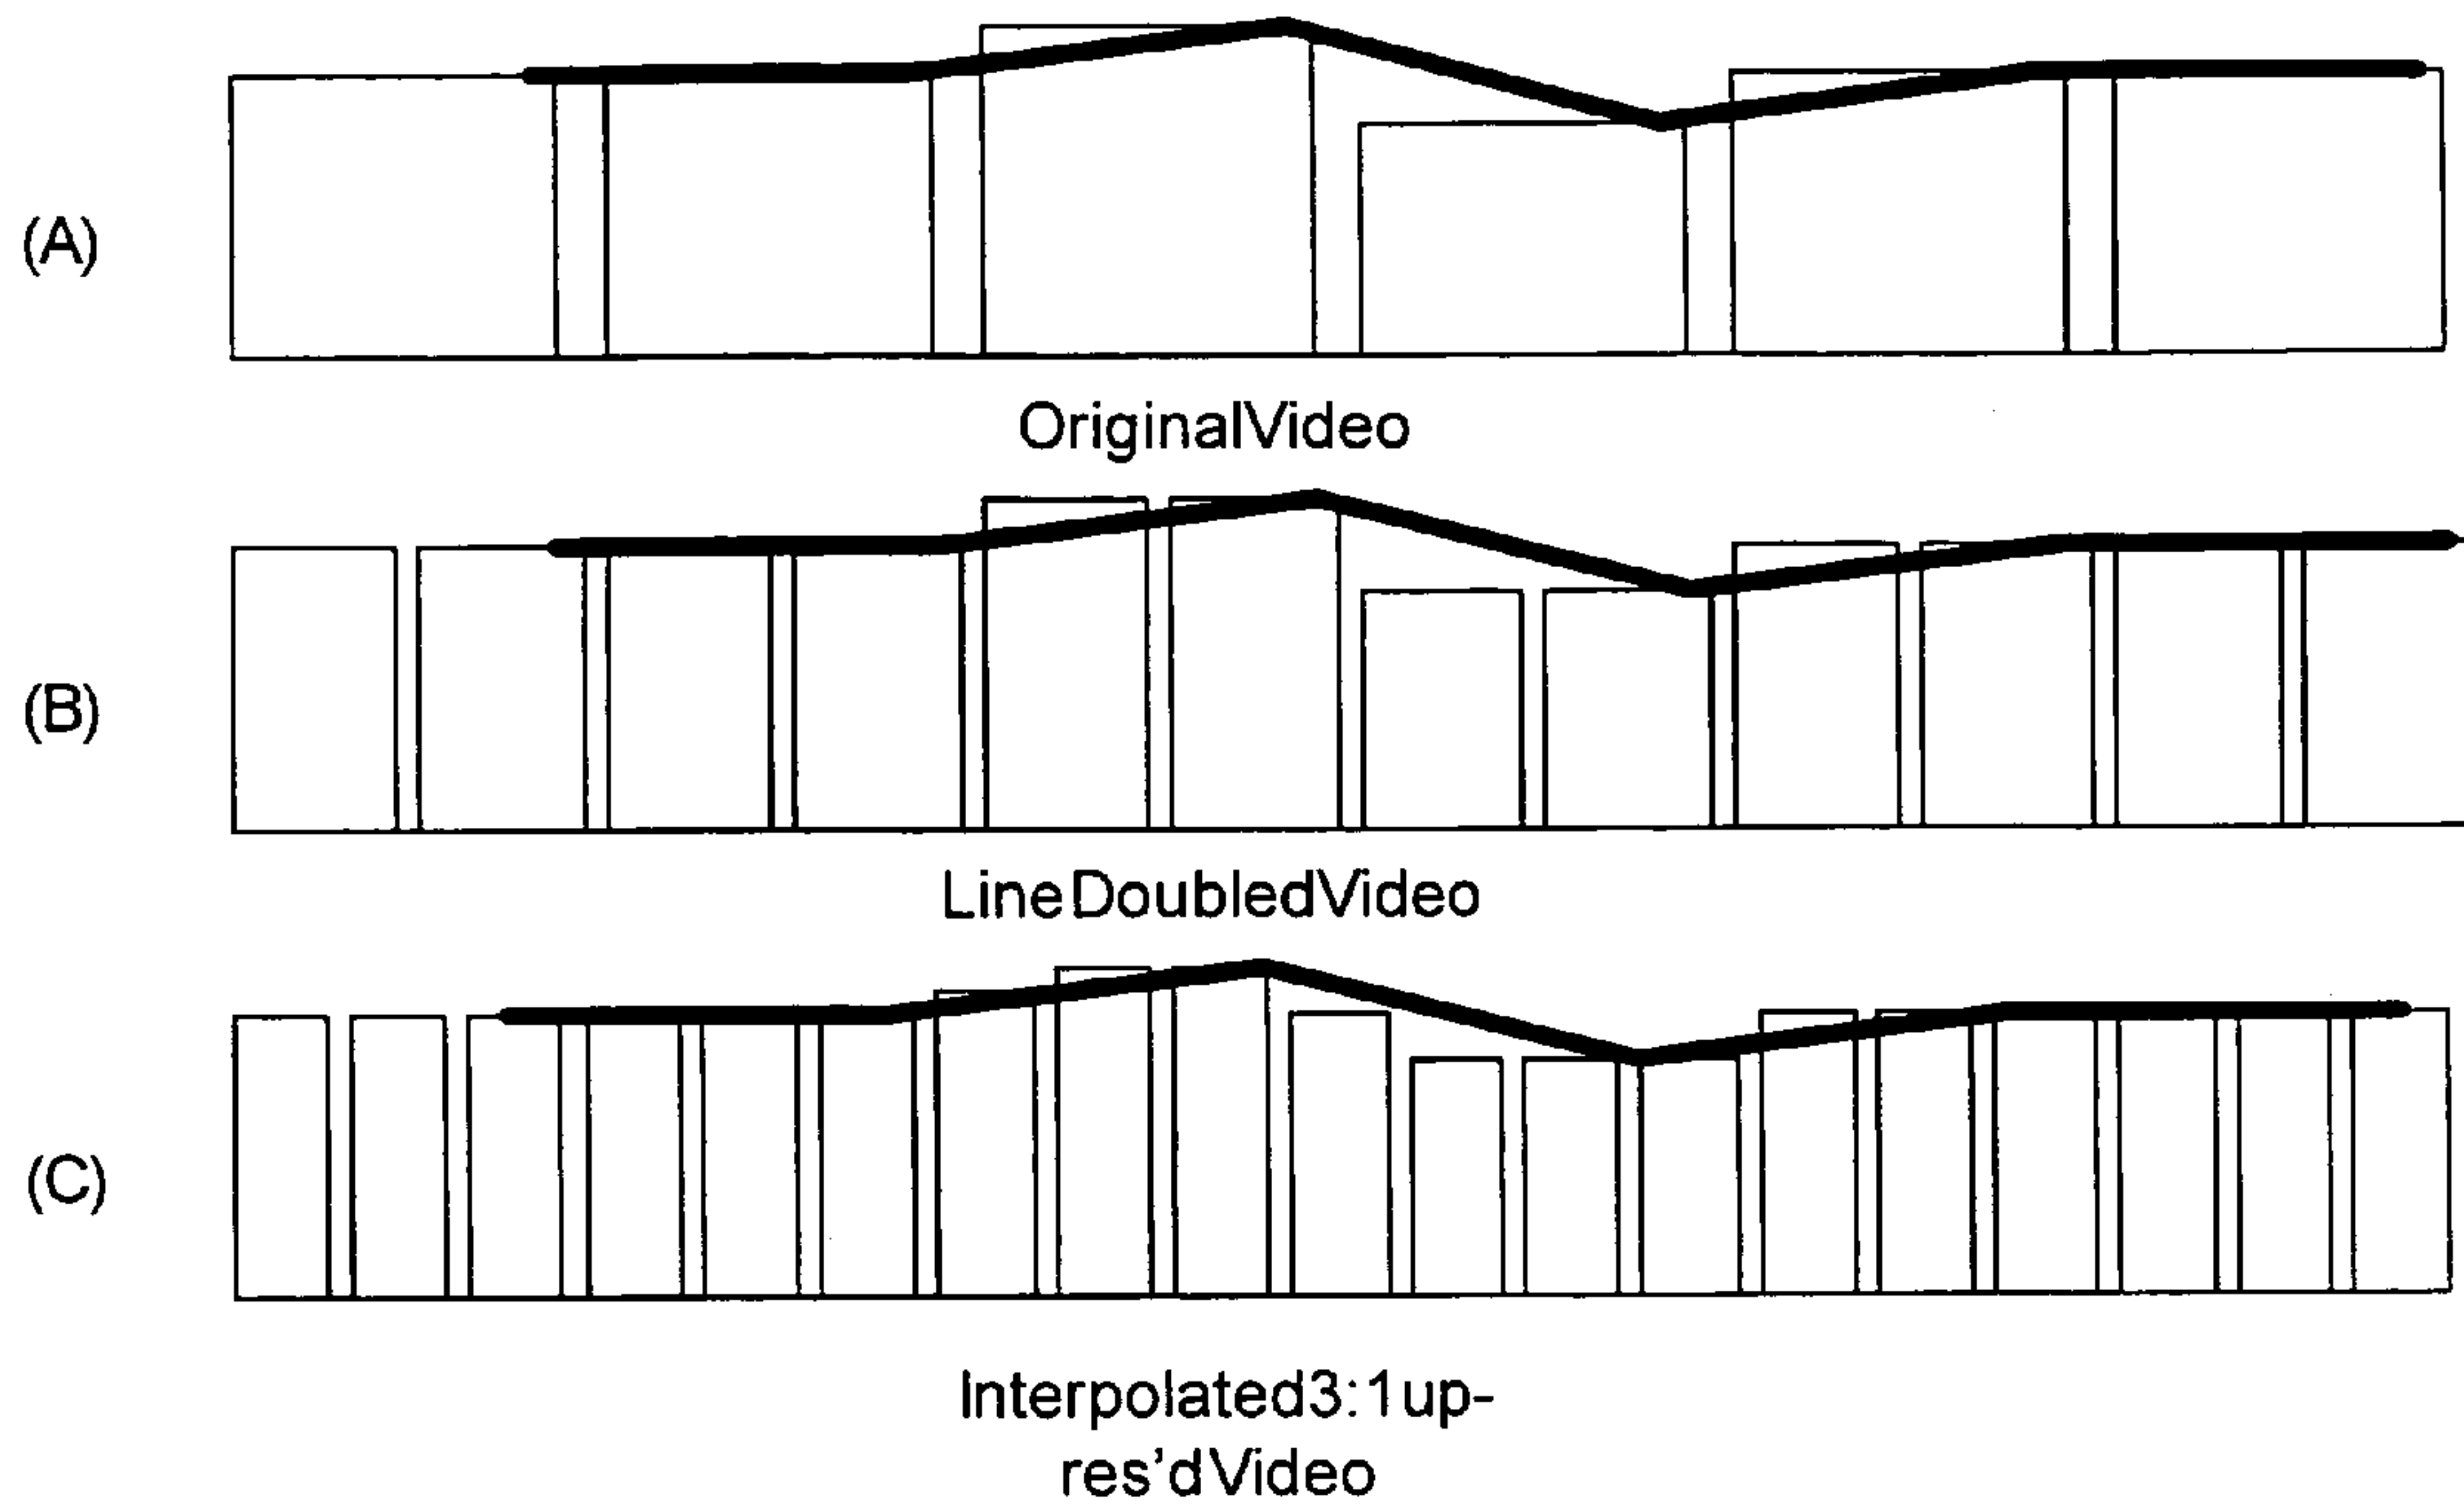 (A)
OriginalVideo
(B)
LineDoubledVideo
(C)
Interpolated3:1up-
res'dVideo